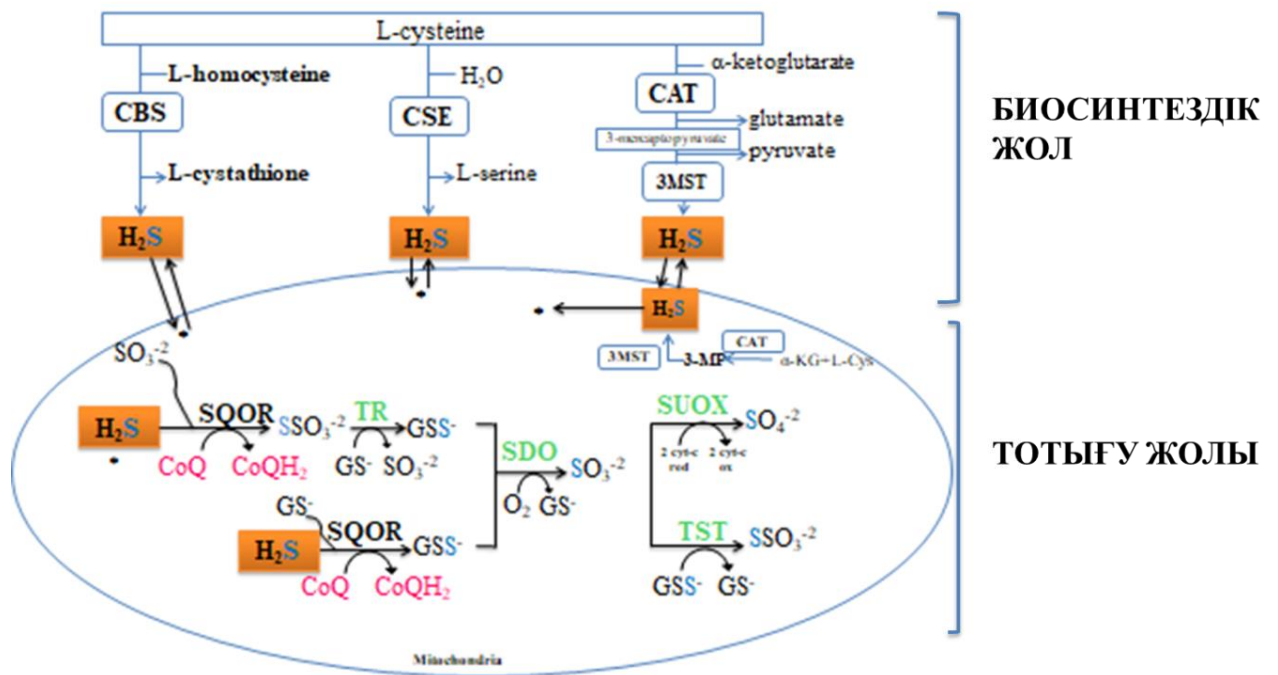 L-cysteine
L-homocysteine
H₂O
α-ketoglutarate
CBS
CSE
CAT
glutamate
3-mercaptopyruvate
pyruvate
L-cystathione
L-serine
3MST
H₂S
H₂S
H₂S
БИОСИНТЕЗДІК
ЖОЛ
H₂S
SO₃⁻²
3MST
3-MP
CAT
α-KG+L-Cys
H₂S
SQOR
SSO₃⁻²
TR
GSS⁻
CoQ
CoQH₂
GS⁻
SO₃⁻²
SDO
SO₃⁻²
O₂
GS⁻
GS⁻
H₂S
SQOR
GSS⁻
CoQ
CoQH₂
SUOX
SO₄⁻²
2 cyt-c
red
2 cyt-c
ox
TST
SSO₃⁻²
GSS⁻
GS⁻
ТОТЫҒУ ЖОЛЫ
Mitochondria